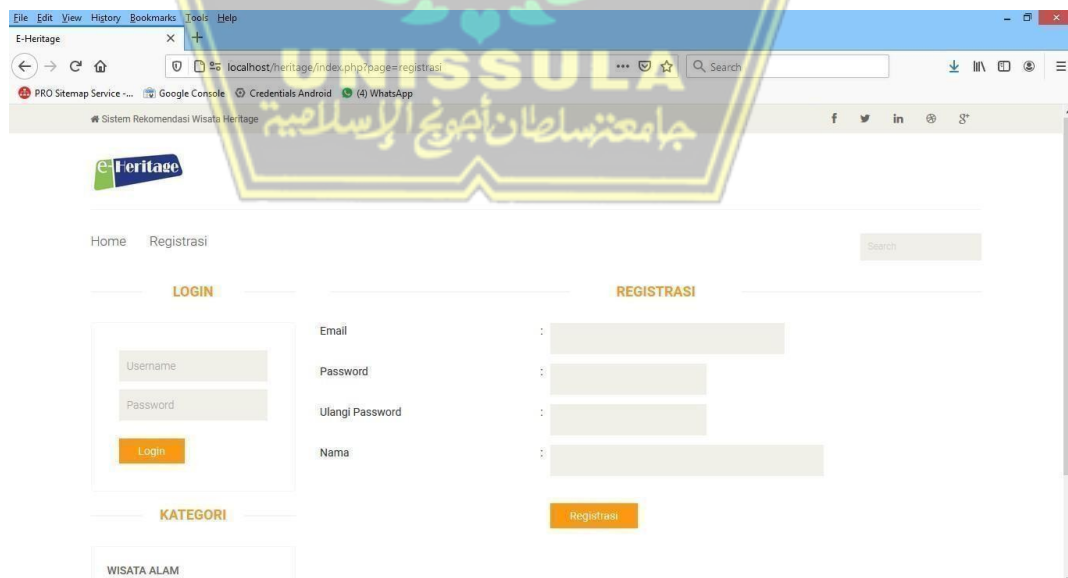 File Edit View History Bookmarks Tools Help
E-Heritage
localhost/heritage/index.php?page=registrasi
Search
PRO Sitemap Service -... Google Console Credentials Android (4) WhatsApp
UNISSULA
جامعتسلطان أجونج الإسلامية
Sistem Rekomendasi Wisata Heritage
e-Heritage
Home Registrasi
Search
LOGIN
Username
Password
Login
KATEGORI
WISATA ALAM
REGISTRASI
Email :
Password :
Ulangi Password :
Nama :
Registrasi